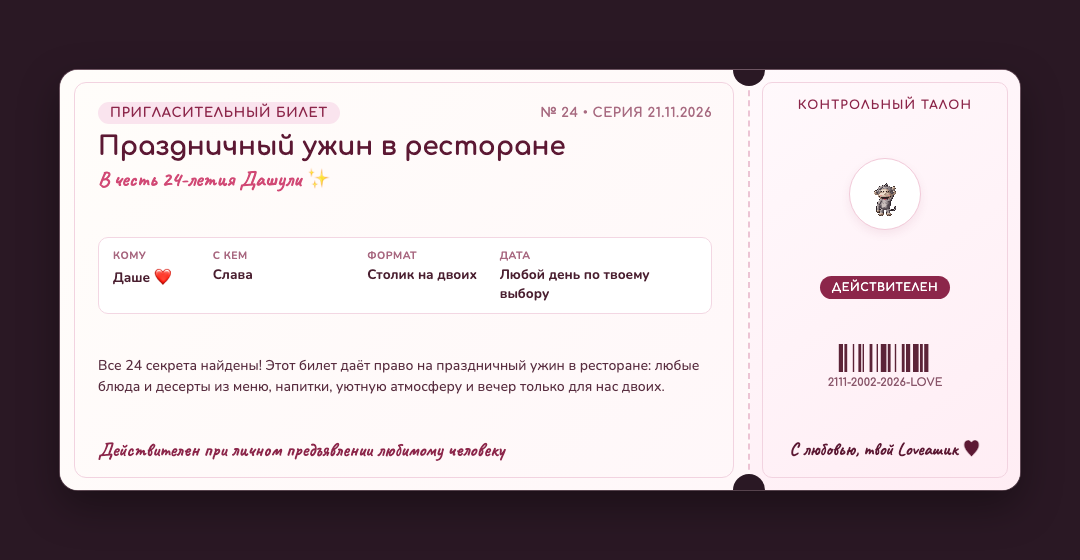 ПРИГЛАСИТЕЛЬНЫЙ БИЛЕТ
№ 24 • СЕРИЯ 21.11.2026
Праздничный ужин в ресторане
В честь 24-летия Дашули ✨
КОМУ
Даше ❤️
С КЕМ
Слава
ФОРМАТ
Столик на двоих
ДАТА
Любой день по твоему
выбору
Все 24 секрета найдены! Этот билет даёт право на праздничный ужин в ресторане: любые
блюда и десерты из меню, напитки, уютную атмосферу и вечер только для нас двоих.
Действителен при личном предъявлении любимому человеку
КОНТРОЛЬНЫЙ ТАЛОН
ДЕЙСТВИТЕЛЕН
2111-2002-2026-LOVE
С любовью, твой Loveашик ♥